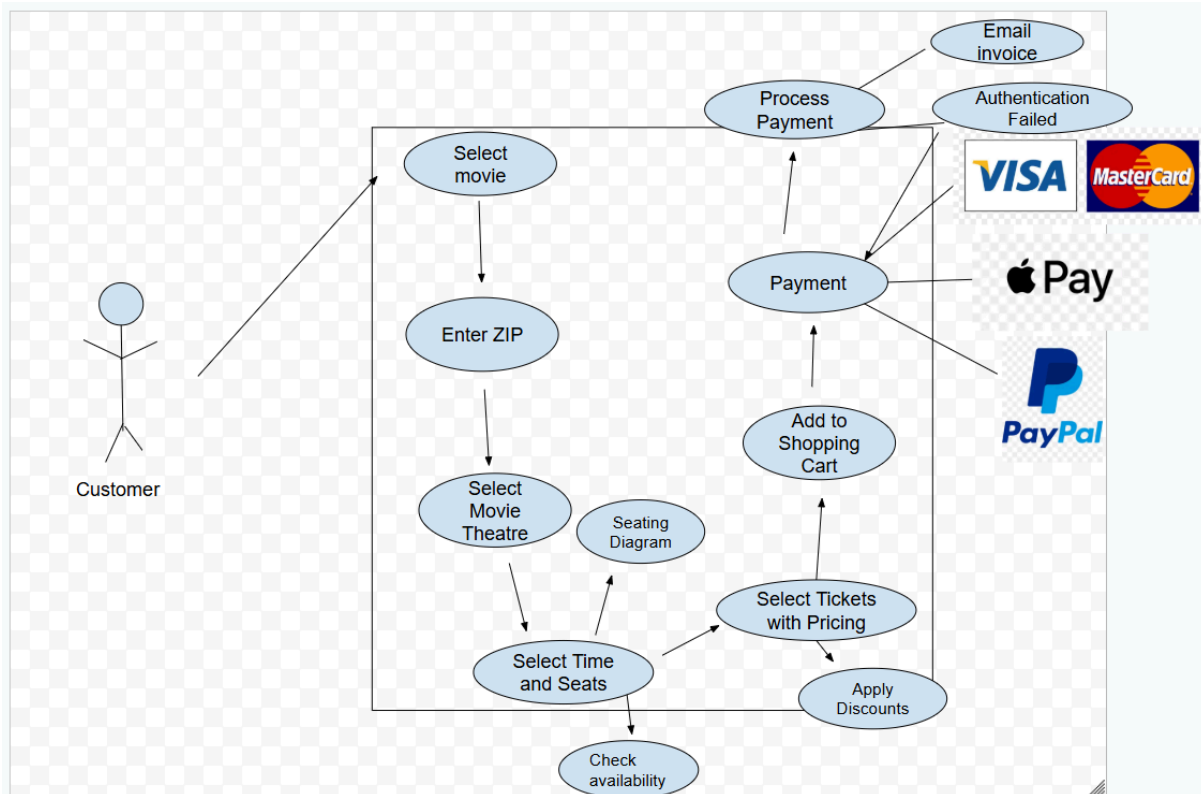 Email
invoice
Process
Payment
Authentication
Failed
Select
movie
VISA
MasterCard
Payment
Pay
Enter ZIP
PayPal
Add to
Shopping
Cart
Customer
Select
Movie
Theatre
Seating
Diagram
Select Tickets
with Pricing
Select Time
and Seats
Apply
Discounts
Check
availability